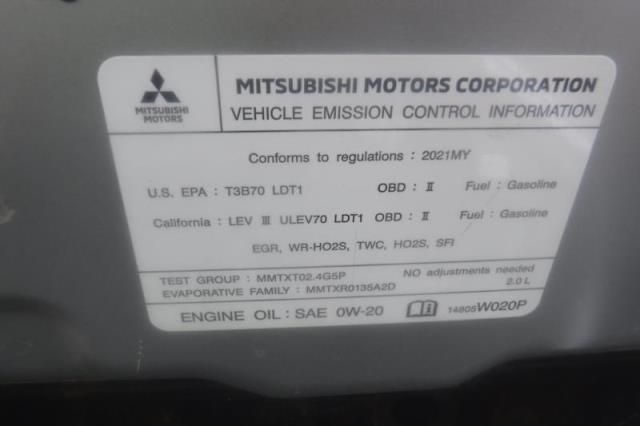 MITSUBISHI MOTORS
MITSUBISHI MOTORS CORPORATION
VEHICLE EMISSION CONTROL INFORMATION
Conforms to regulations : 2021MY
U.S. EPA : T3B70 LDT1 OBD : II Fuel : Gasoline
California : LEV III ULEV70 LDT1 OBD : II Fuel : Gasoline
EGR, WR-HO2S, TWC, HO2S, SFI
TEST GROUP : MMTXT02.4G5P NO adjustments needed
EVAPORATIVE FAMILY : MMTXR0135A2D 2.0 L
ENGINE OIL : SAE 0W-20 14805W020P